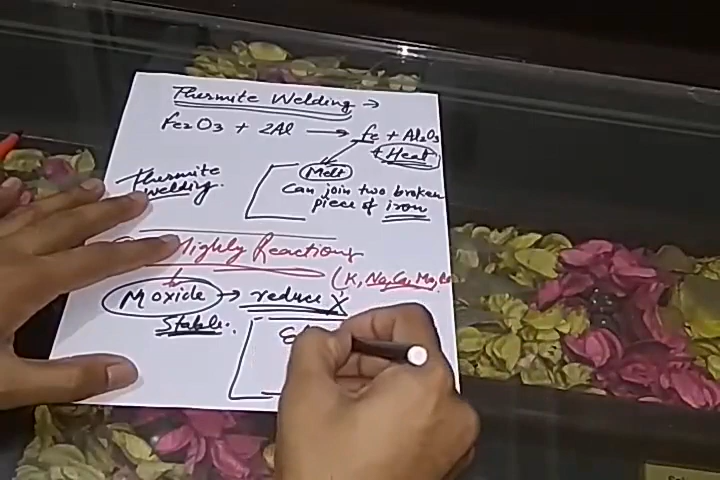 Thermite Welding →
Fe2O3 + 2Al → Fe + Al2O3
+ Heat
Melt
Thermite
Welding.
Can join two broken
piece of iron
Highly Reactions
(K, Na, Ca, Mg,
M oxide → reduce X
Stable.